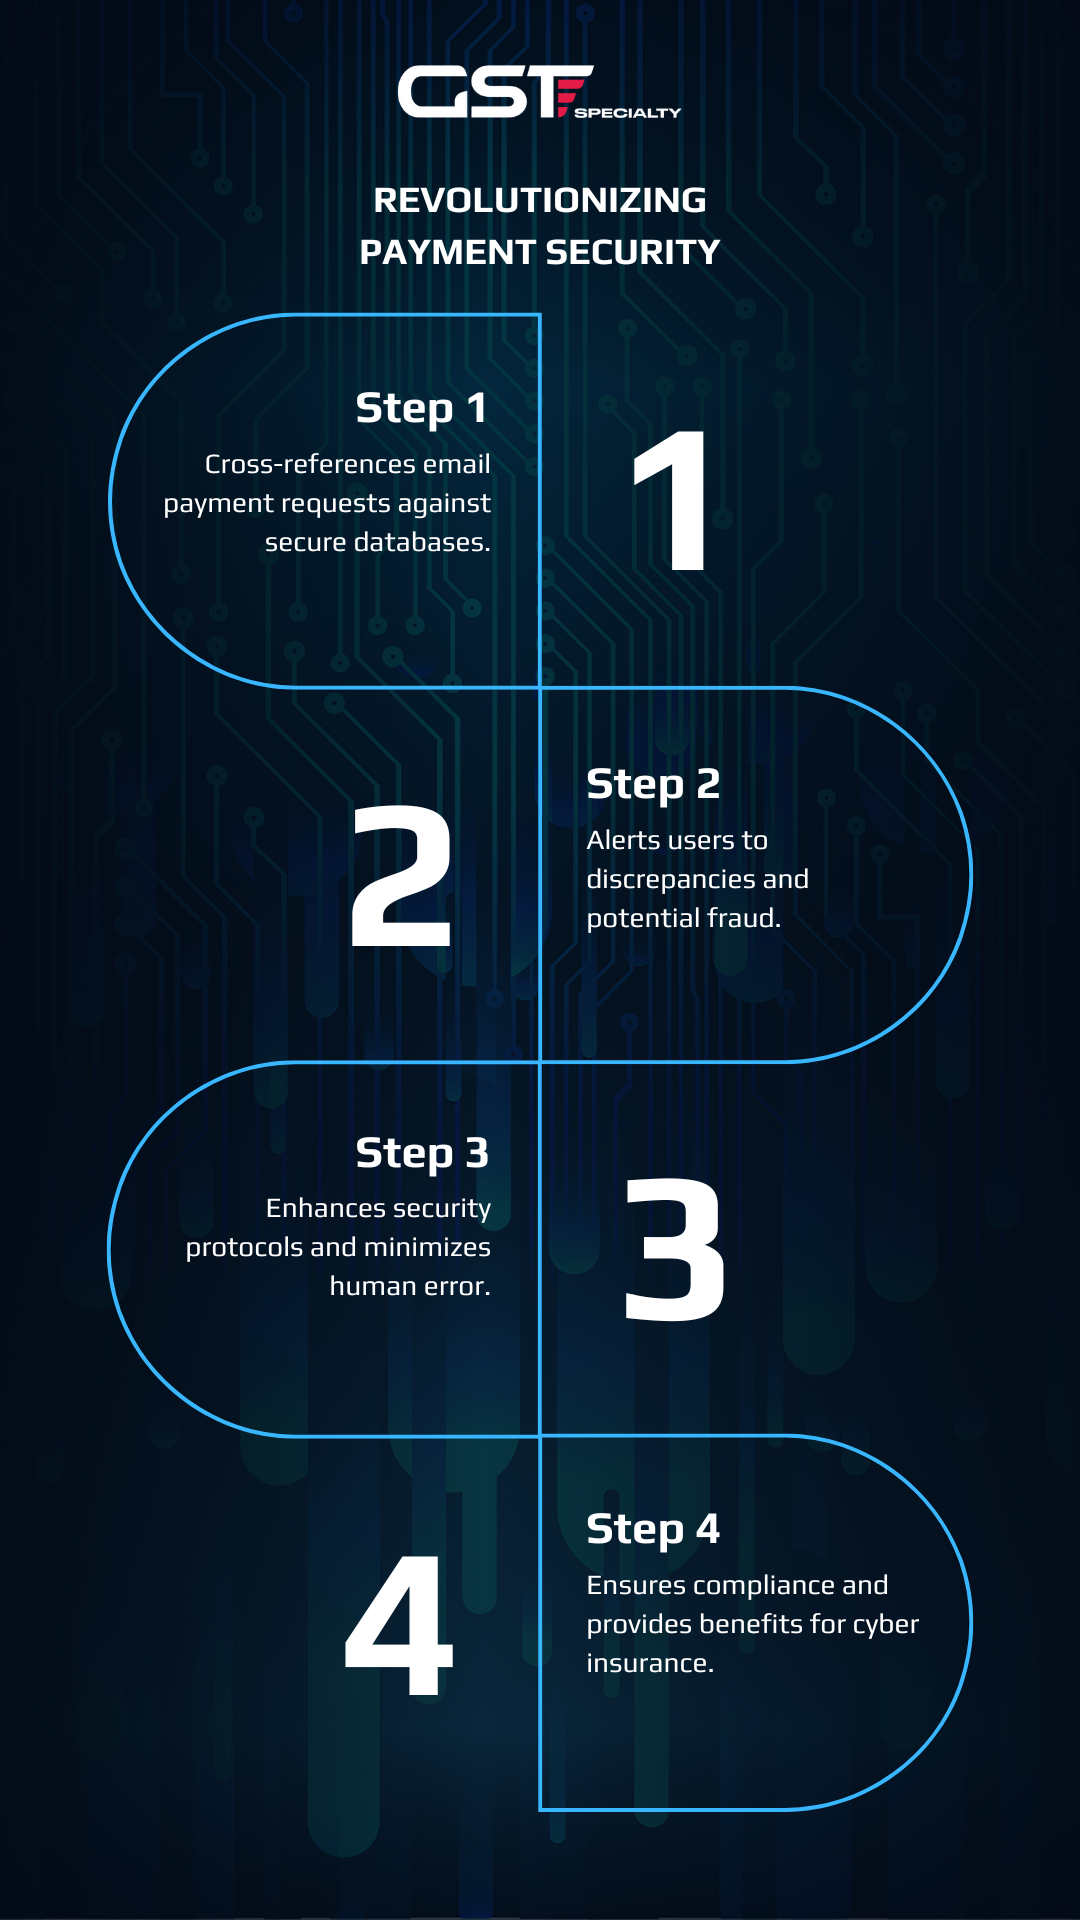 GST SPECIALTY
REVOLUTIONIZING
PAYMENT SECURITY
Step 1
Cross-references email
payment requests against
secure databases.
1
2
Step 2
Alerts users to
discrepancies and
potential fraud.
Step 3
Enhances security
protocols and minimizes
human error.
3
4
Step 4
Ensures compliance and
provides benefits for cyber
insurance.